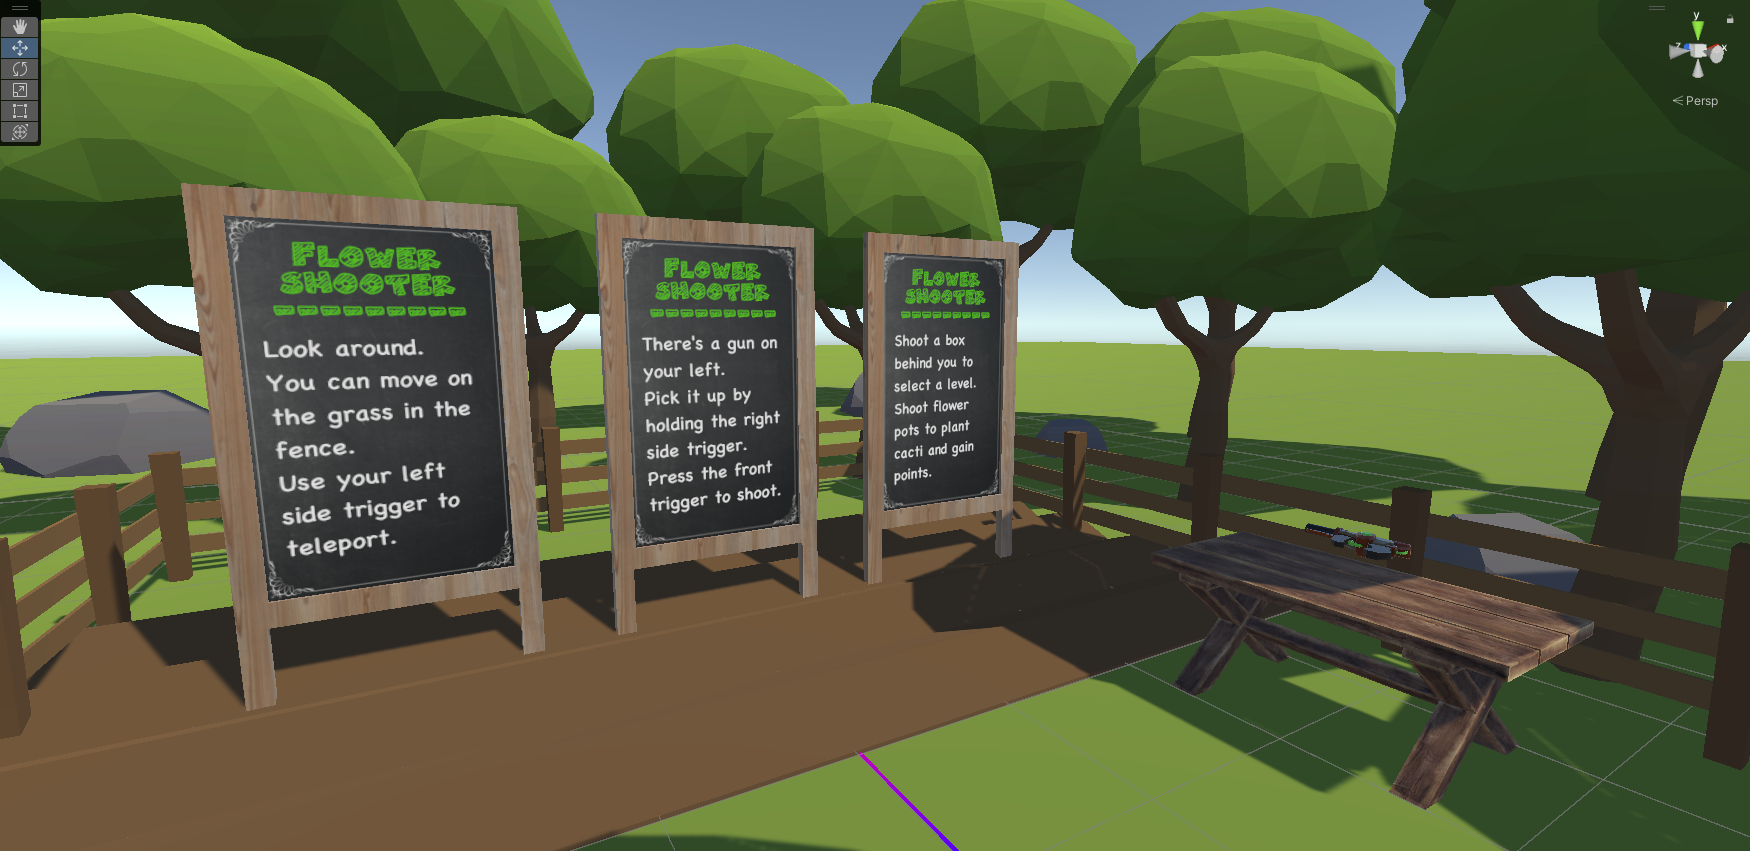 FLOWER
SHOOTER
Look around.
You can move on
the grass in the
fence.
Use your left
side trigger to
teleport.
FLOWER
SHOOTER
There's a gun on
your left.
Pick it up by
holding the right
side trigger.
Press the front
trigger to shoot.
FLOWER
SHOOTER
Shoot a box
behind you to
select a level.
Shoot flower
pots to plant
cacti and gain
points.
y
z
x
Persp